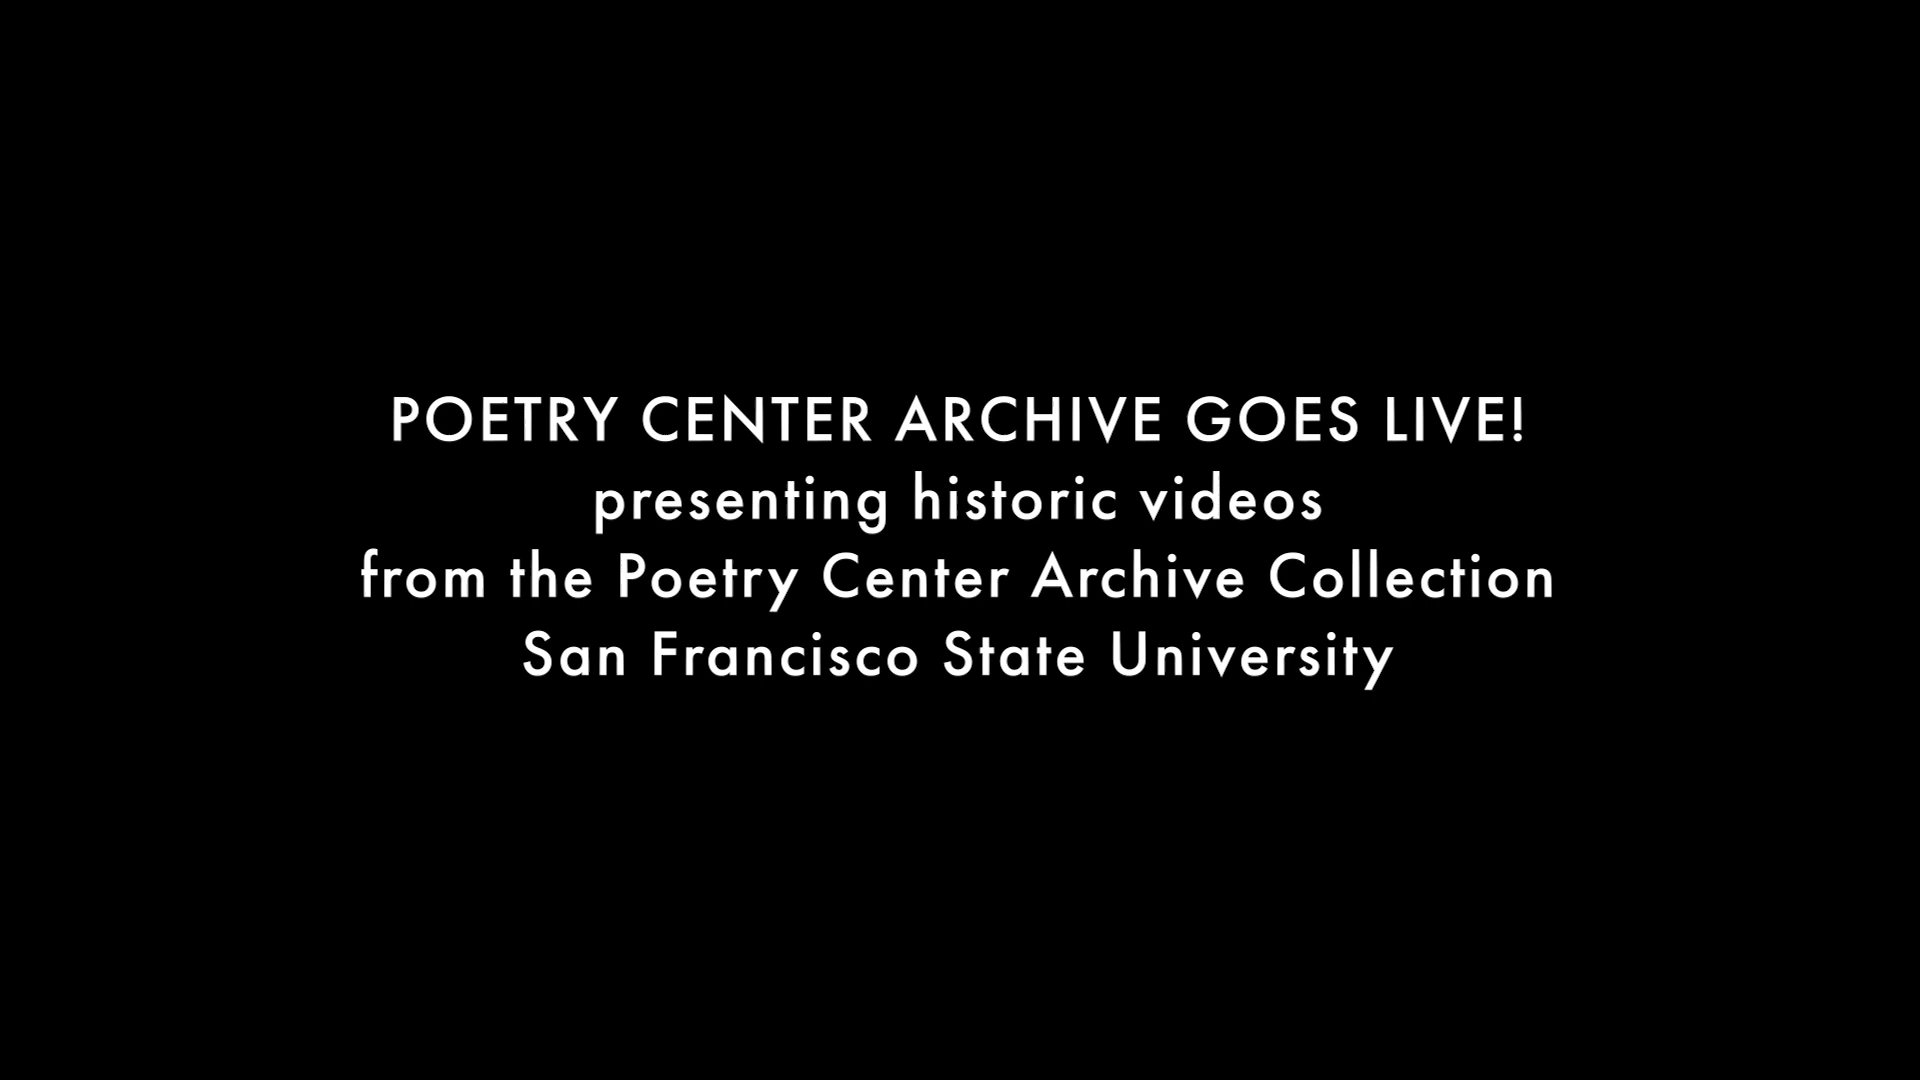 POETRY CENTER ARCHIVE GOES LIVE!
presenting historic videos
from the Poetry Center Archive Collection
San Francisco State University